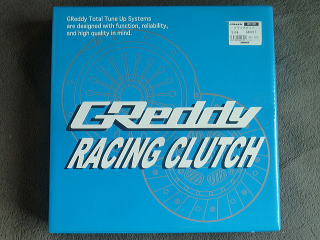 GReddy Total Tune Up Systems
are designed with function, reliability,
and high quality in mind.
GReddy
RACING CLUTCH